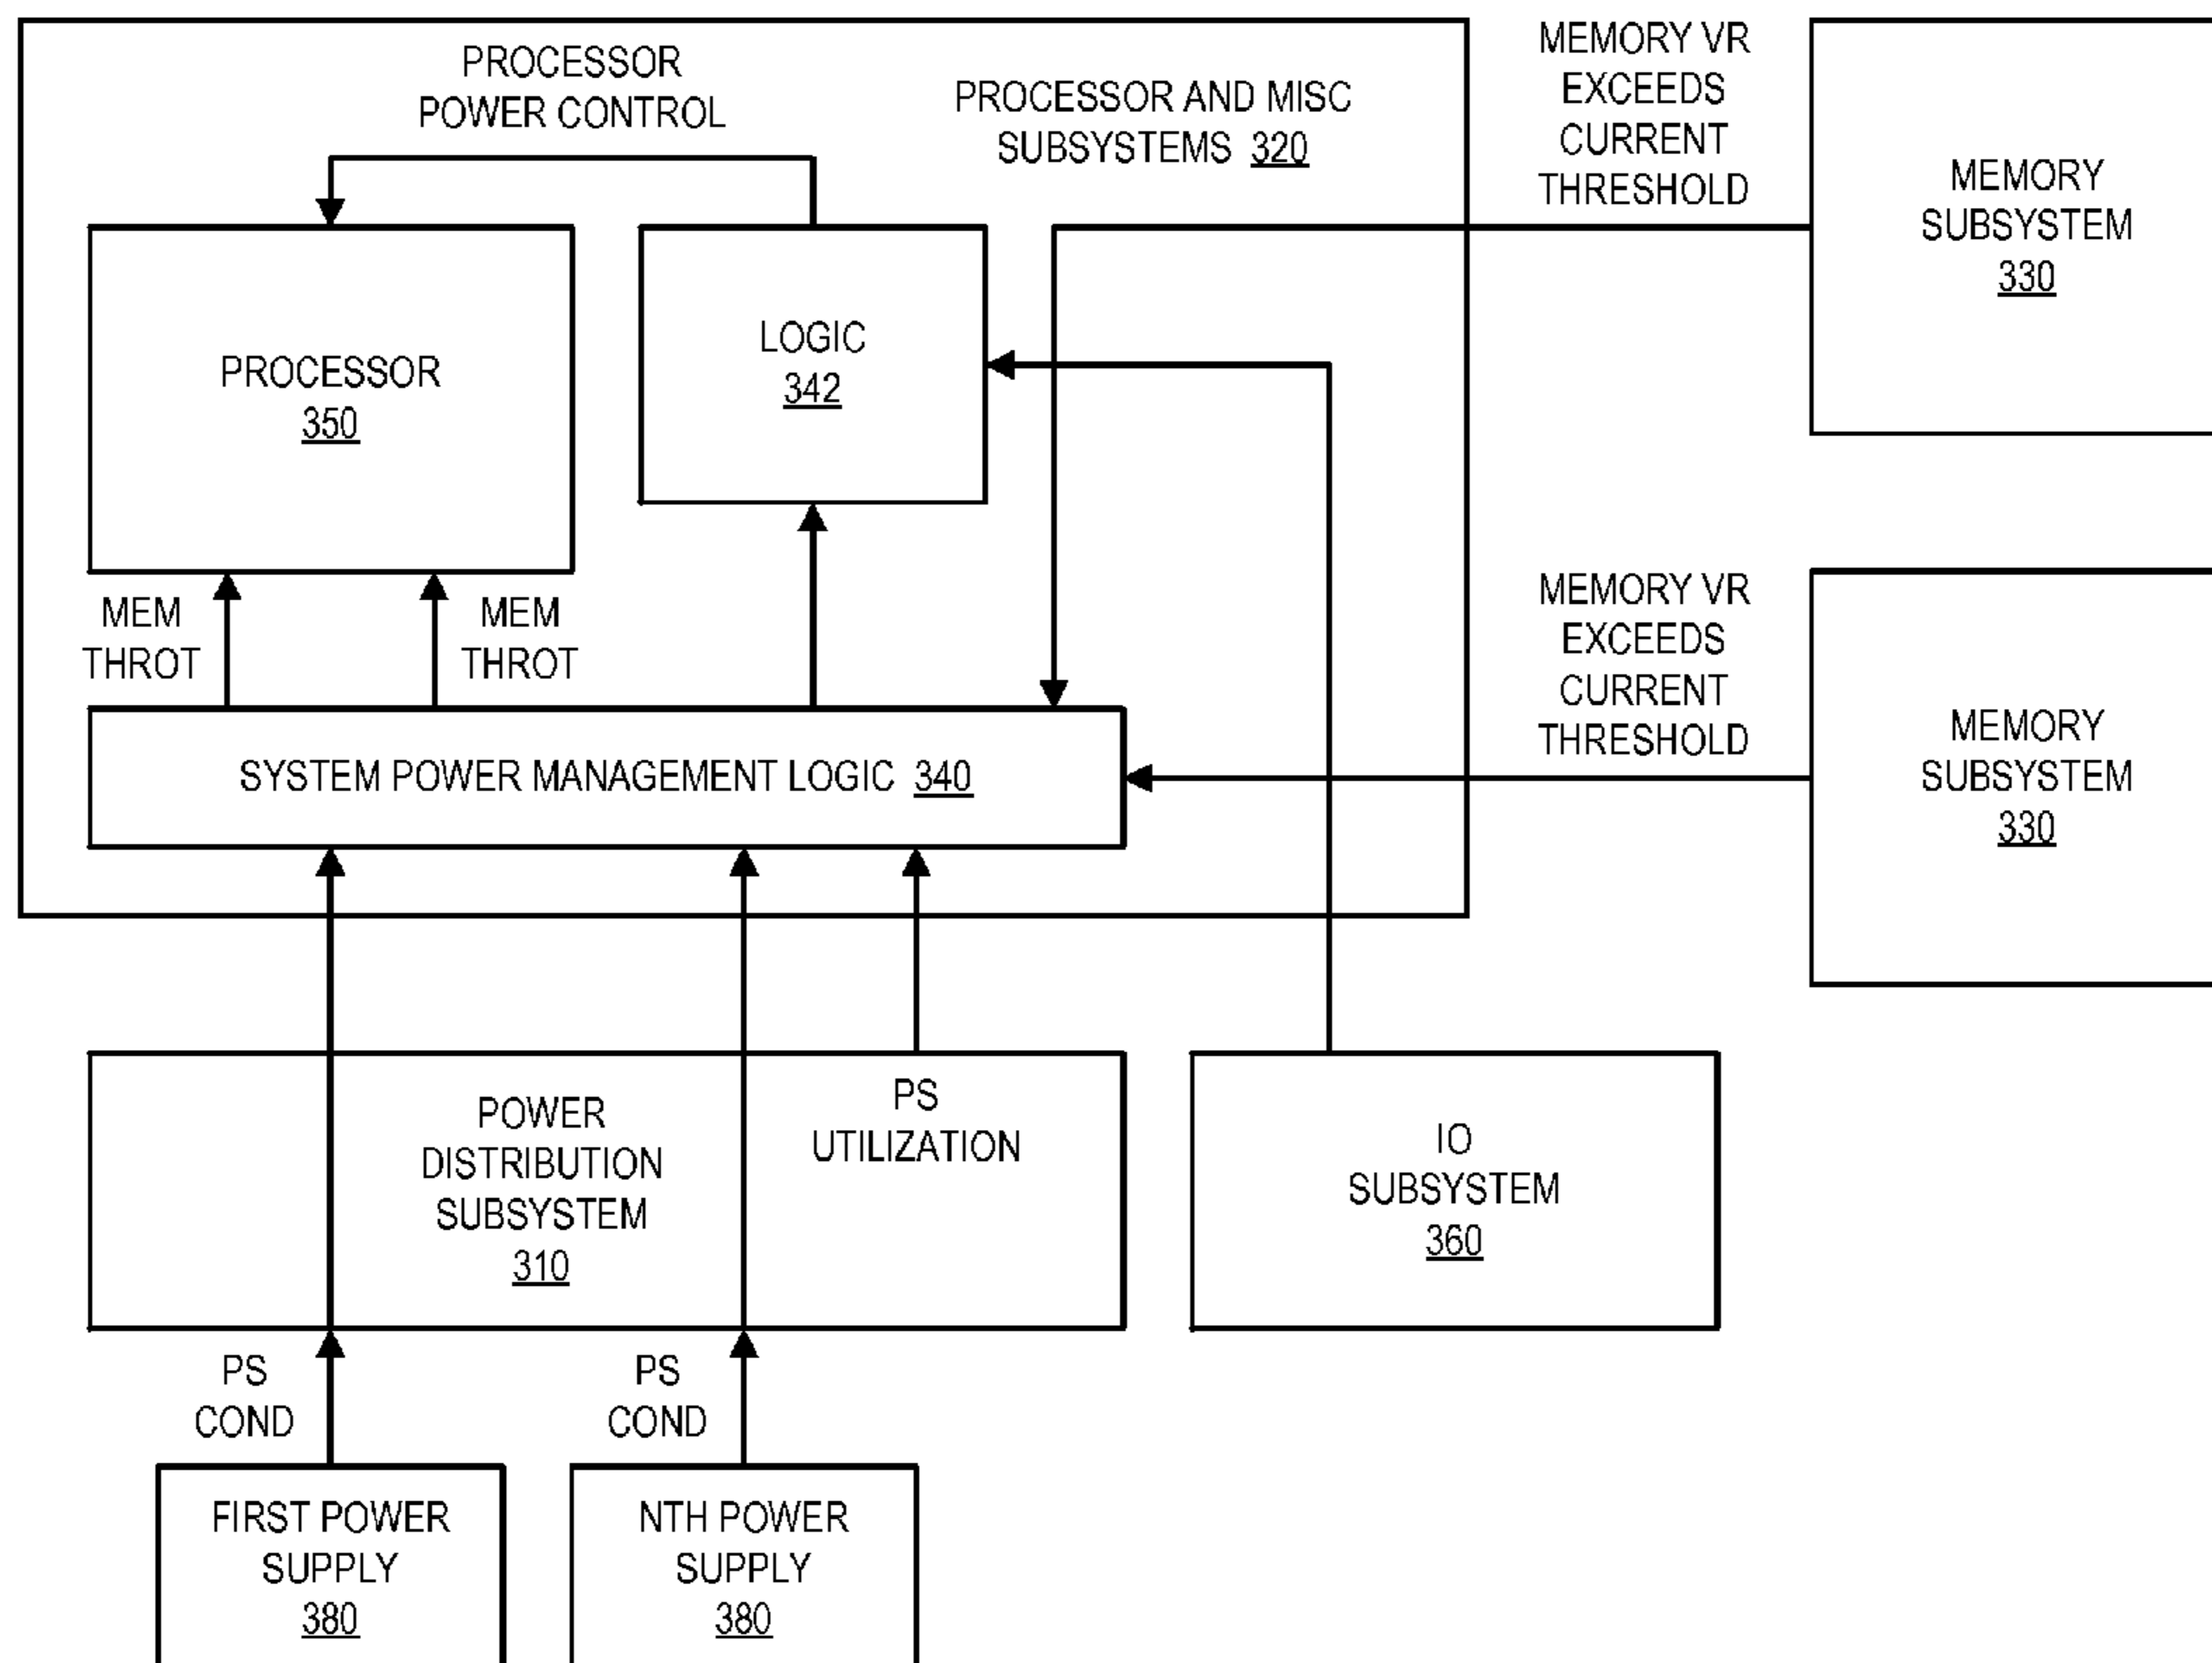 PROCESSOR
POWER CONTROL
PROCESSOR AND MISC
SUBSYSTEMS 320
MEMORY VR
EXCEEDS
CURRENT
THRESHOLD
MEMORY
SUBSYSTEM
330
PROCESSOR
350
LOGIC
342
MEM
THROT
MEM
THROT
MEMORY VR
EXCEEDS
CURRENT
THRESHOLD
MEMORY
SUBSYSTEM
330
SYSTEM POWER MANAGEMENT LOGIC 340
POWER
DISTRIBUTION
SUBSYSTEM
310
PS
UTILIZATION
IO
SUBSYSTEM
360
PS
COND
PS
COND
FIRST POWER
SUPPLY
380
NTH POWER
SUPPLY
380